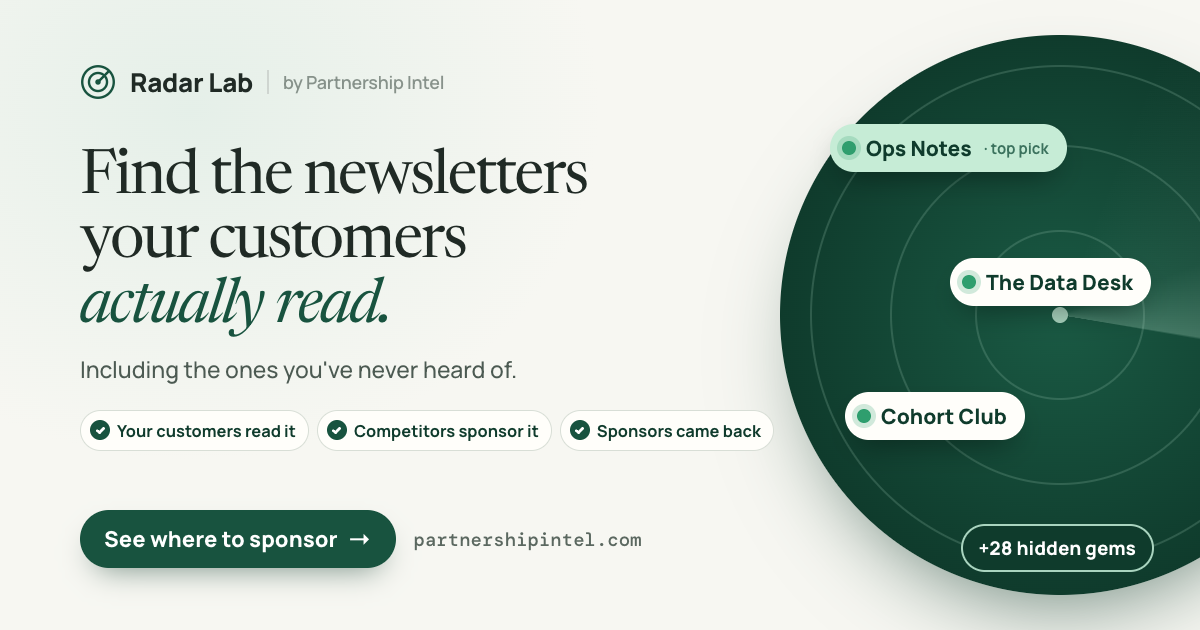 Radar Lab
by Partnership Intel
Find the newsletters
your customers
actually read.
Including the ones you've never heard of.
Your customers read it
Competitors sponsor it
Sponsors came back
See where to sponsor →
partnershipintel.com
Ops Notes · top pick
The Data Desk
Cohort Club
+28 hidden gems